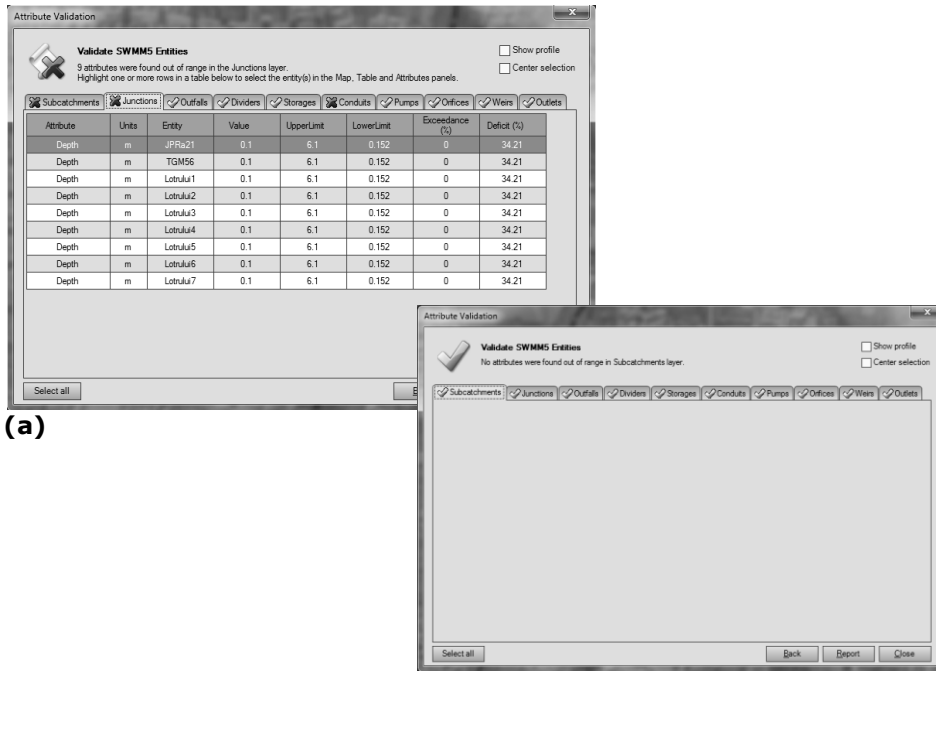 Attribute Validation
x
Validate SWMM5 Entities
9 attributes were found out of range in the Junctions layer.
Highlight one or more rows in a table below to select the entity(s) in the Map, Table and Attributes panels.
Show profile
Center selection
Subcatchments Junctions Outfalls Dividers Storages Conduits Pumps Orifices Weirs Outlets
Attribute Units Entity Value UpperLimit LowerLimit Exceedance (%) Deficit (%)
Depth m JPRa21 0.1 6.1 0.152 0 34.21
Depth m TGM56 0.1 6.1 0.152 0 34.21
Depth m Lotrului1 0.1 6.1 0.152 0 34.21
Depth m Lotrului2 0.1 6.1 0.152 0 34.21
Depth m Lotrului3 0.1 6.1 0.152 0 34.21
Depth m Lotrului4 0.1 6.1 0.152 0 34.21
Depth m Lotrului5 0.1 6.1 0.152 0 34.21
Depth m Lotrului6 0.1 6.1 0.152 0 34.21
Depth m Lotrului7 0.1 6.1 0.152 0 34.21
Select all
(a)
Attribute Validation
x
Validate SWMM5 Entities
No attributes were found out of range in Subcatchments layer.
Show profile
Center selection
Subcatchments Junctions Outfalls Dividers Storages Conduits Pumps Orifices Weirs Outlets
Select all Back Report Close